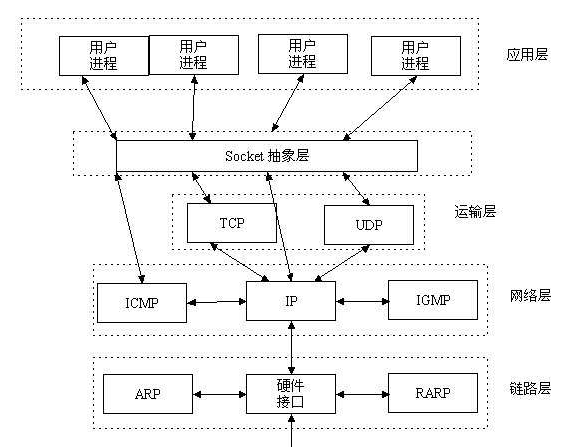 用户
进程
用户
进程
用户
进程
用户
进程
应用层
Socket 抽象层
TCP
UDP
运输层
ICMP
IP
IGMP
网络层
ARP
硬件
接口
RARP
链路层